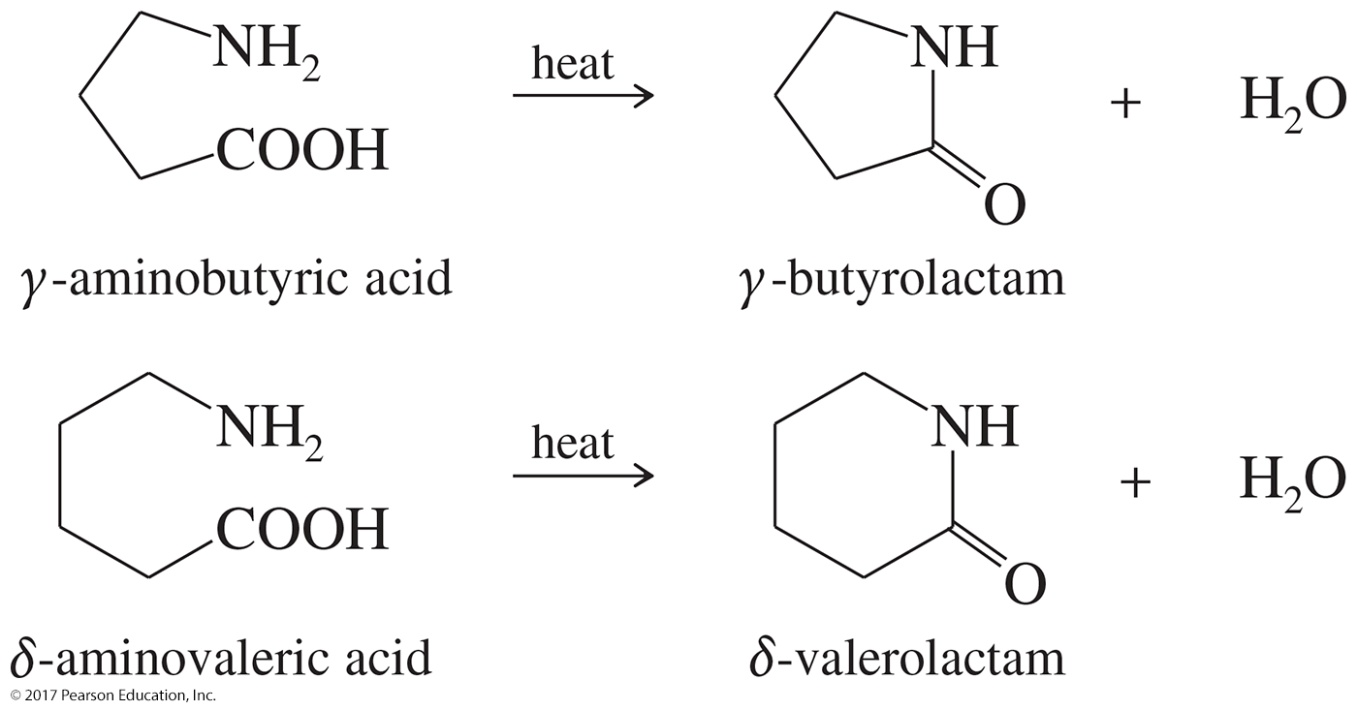 NH₂ heat NH + H₂O
COOH O
γ-aminobutyric acid γ-butyrolactam
NH₂ heat NH + H₂O
COOH O
δ-aminovaleric acid δ-valerolactam
© 2017 Pearson Education, Inc.